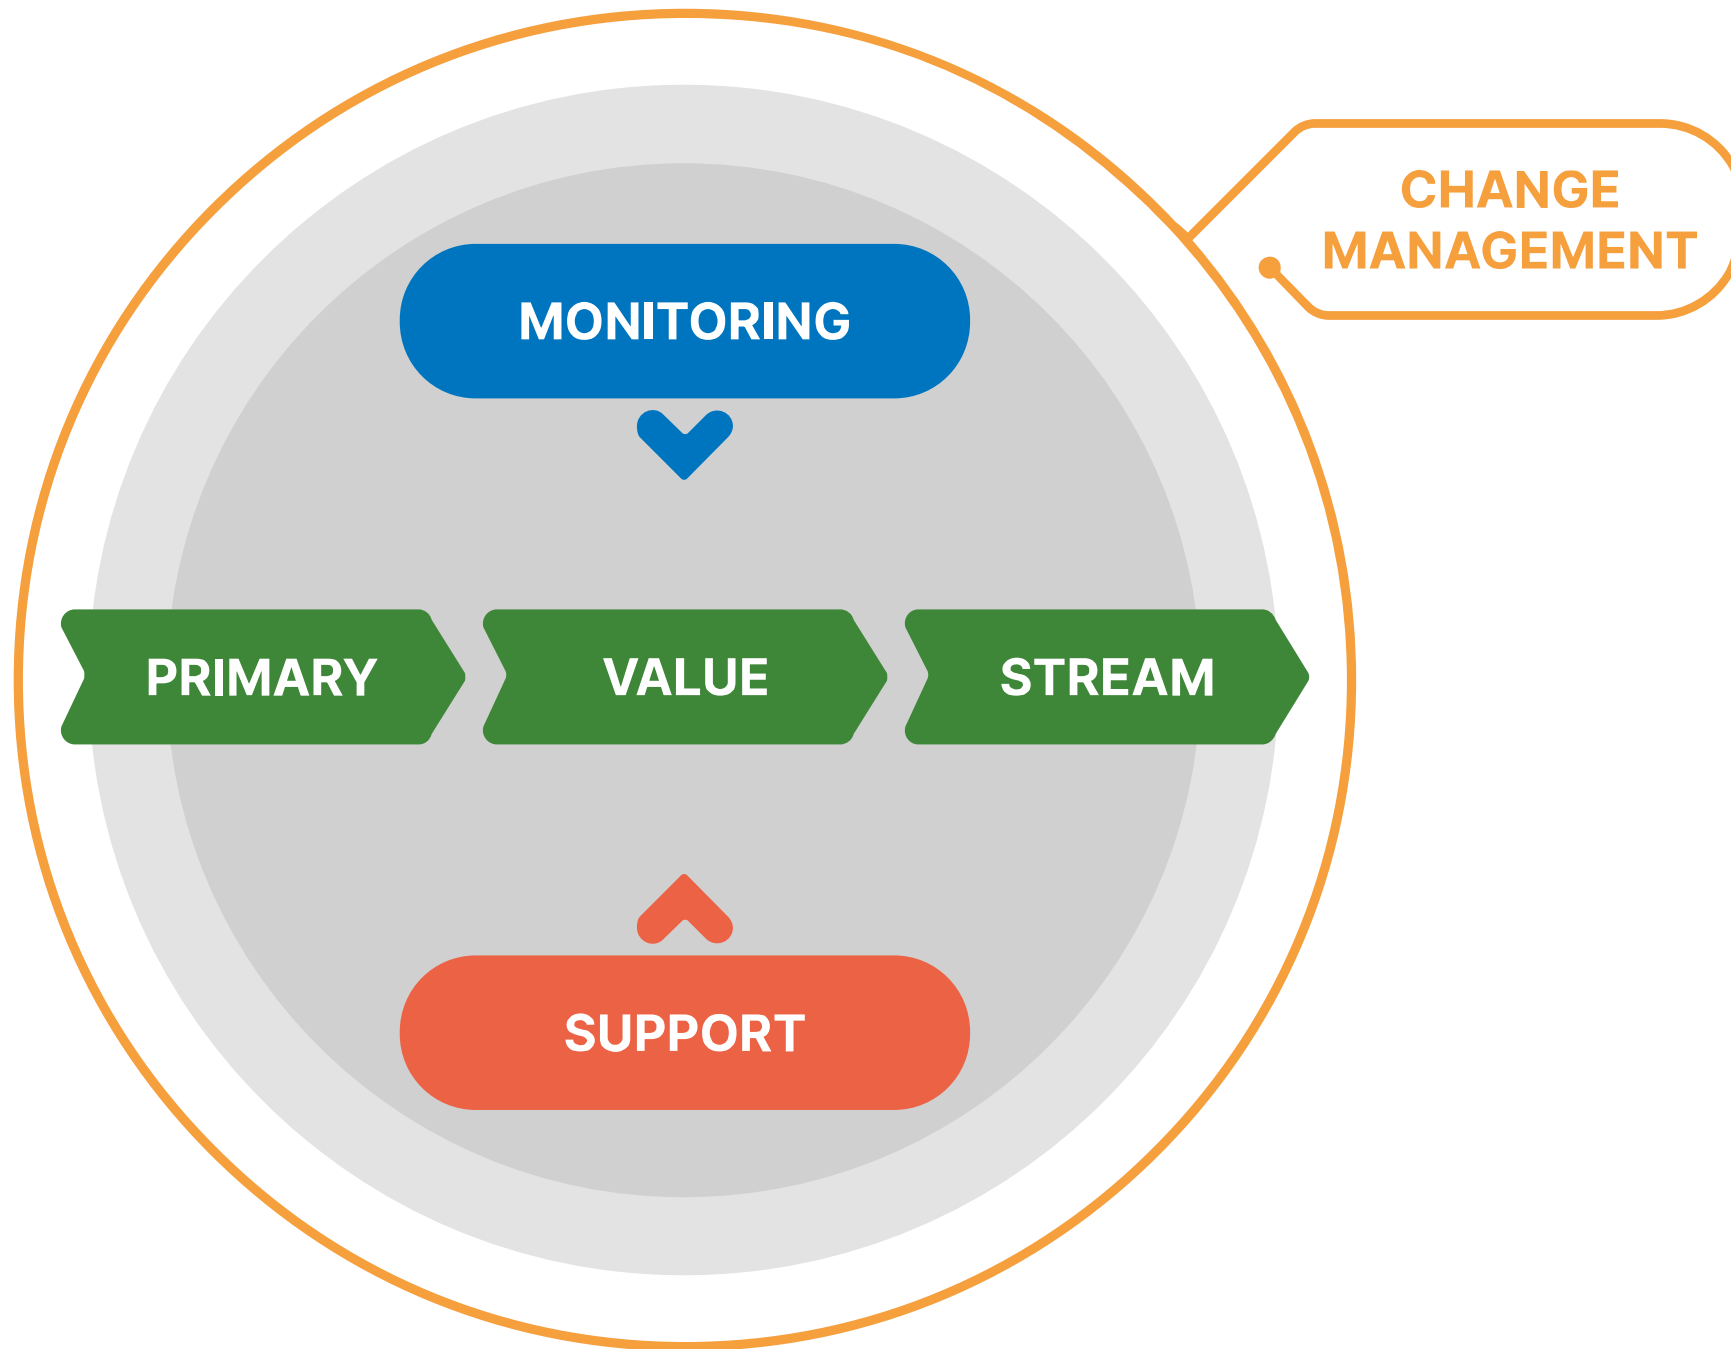 CHANGE
MANAGEMENT
MONITORING
PRIMARY
VALUE
STREAM
SUPPORT